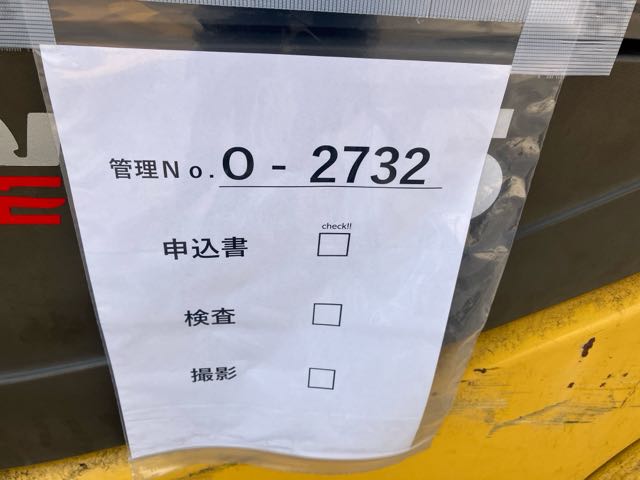 管理No. O - 2732
check!!
申込書 □
検査 □
撮影 □